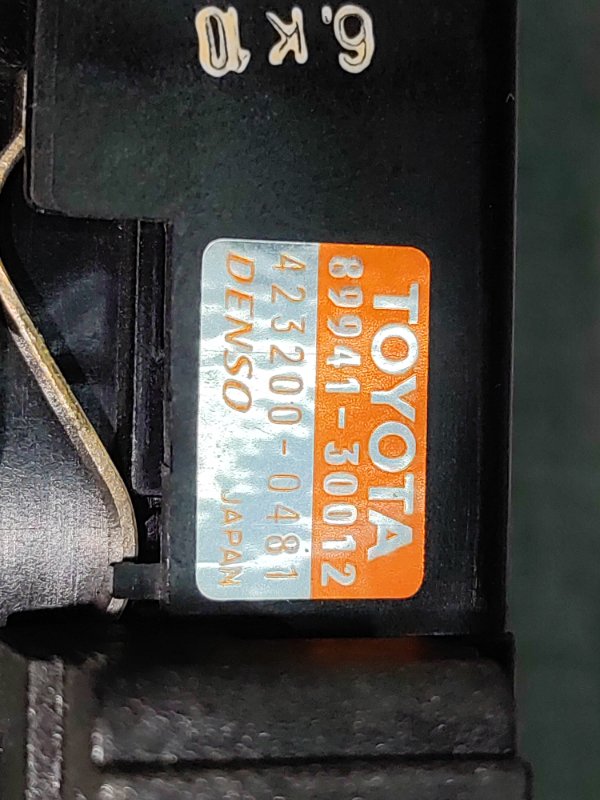 TOYOTA
89941-30012
423200-0481
DENSO JAPAN